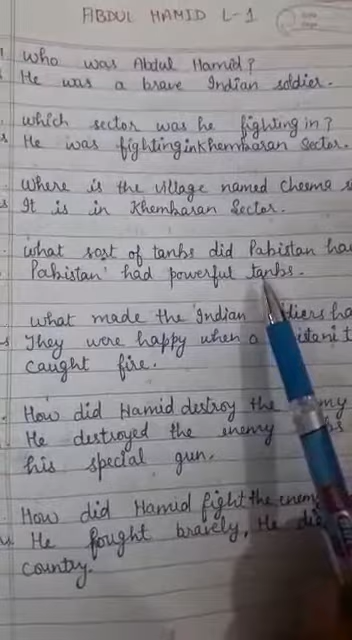 ABDUL HAMID L-1
Who was Abdul Hamid?
He was a brave Indian soldier.
which sector was he fighting in?
He was fightinginKhemkaran Sector.
Where is the village named Cheema
It is in Khemkaran Sector.
what sort of tanks did Pakistan
Pakistan had powerful tanks.
what made the Indian
They were happy when a
caught fire.
How did Hamid destroy the
He destroyed the enemy
his special gun.
How did Hamid fight the enemy
He fought bravely, He
country.